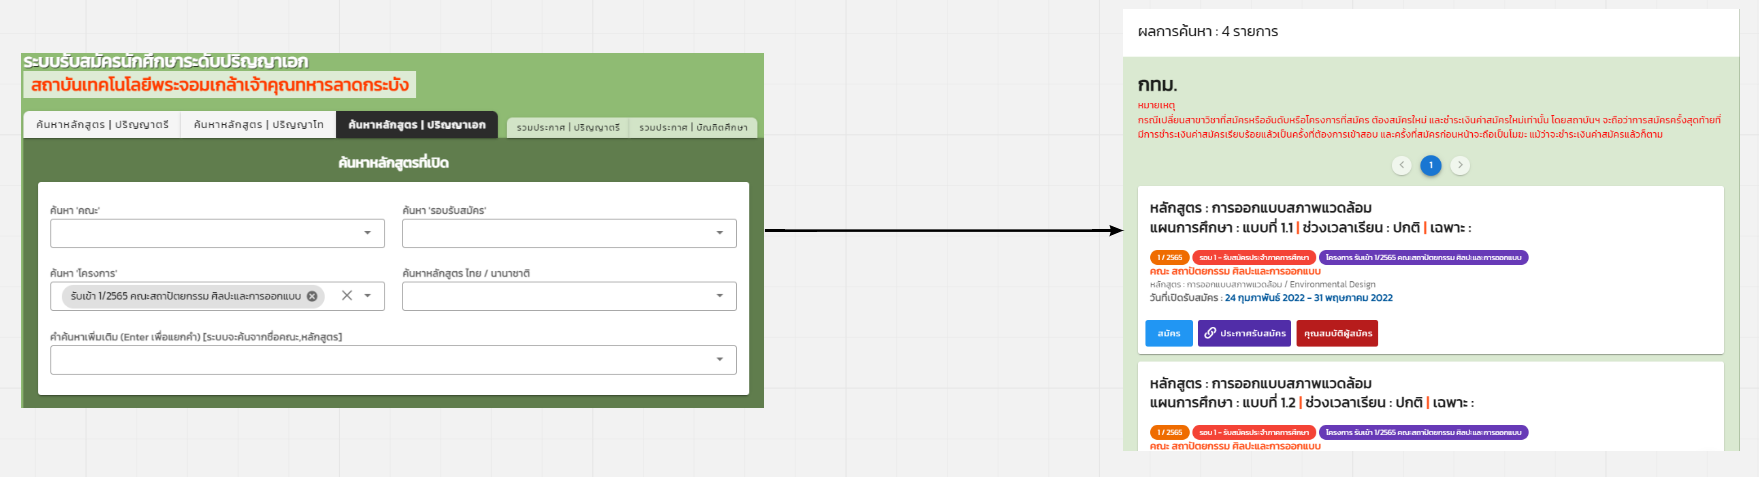 ระบบรับสมัครนักศึกษาระดับปริญญาเอก
สถาบันเทคโนโลยีพระจอมเกล้าเจ้าคุณทหารลาดกระบัง
ค้นหาหลักสูตร | ปริญญาตรี
ค้นหาหลักสูตร | ปริญญาโท
ค้นหาหลักสูตร | ปริญญาเอก
รวมประกาศ | ปริญญาตรี
รวมประกาศ | บัณฑิตศึกษา
ค้นหาหลักสูตรที่เปิด
ค้นหา 'คณะ'
ค้นหา 'รอบรับสมัคร'
ค้นหา 'โครงการ'
ค้นหาหลักสูตร ไทย / นานาชาติ
รับเข้า 1/2565 คณะสถาปัตยกรรม ศิลปะและการออกแบบ
คำค้นหาเพิ่มเติม (Enter เพื่อแยกคำ) [ระบบจะค้นจากชื่อคณะ,หลักสูตร]
ผลการค้นหา : 4 รายการ
กทม.
หมายเหตุ
กรณีเปลี่ยนสาขาวิชาที่สมัครหรืออันดับหรือโครงการที่สมัคร ต้องสมัครใหม่ และชำระเงินค่าสมัครใหม่เท่านั้น โดยสถาบันฯ จะถือว่าการสมัครครั้งสุดท้ายที่
มีการชำระเงินค่าสมัครเรียบร้อยแล้วเป็นครั้งที่ต้องการเข้าสอบ และครั้งที่สมัครก่อนหน้าจะถือเป็นโมฆะ แม้ว่าจะชำระเงินค่าสมัครแล้วก็ตาม
1
หลักสูตร : การออกแบบสภาพแวดล้อม
แผนการศึกษา : แบบที่ 1.1 | ช่วงเวลาเรียน : ปกติ | เฉพาะ :
1 / 2565
รอบ 1 - รับสมัครประจำภาคการศึกษา
โครงการ รับเข้า 1/2565 คณะสถาปัตยกรรม ศิลปะและการออกแบบ
คณะ สถาปัตยกรรม ศิลปะและการออกแบบ
หลักสูตร : การออกแบบสภาพแวดล้อม / Environmental Design
วันที่เปิดรับสมัคร : 24 กุมภาพันธ์ 2022 - 31 พฤษภาคม 2022
สมัคร
ประกาศรับสมัคร
คุณสมบัติผู้สมัคร
หลักสูตร : การออกแบบสภาพแวดล้อม
แผนการศึกษา : แบบที่ 1.2 | ช่วงเวลาเรียน : ปกติ | เฉพาะ :
1 / 2565
รอบ 1 - รับสมัครประจำภาคการศึกษา
โครงการ รับเข้า 1/2565 คณะสถาปัตยกรรม ศิลปะและการออกแบบ
คณะ สถาปัตยกรรม ศิลปะและการออกแบบ